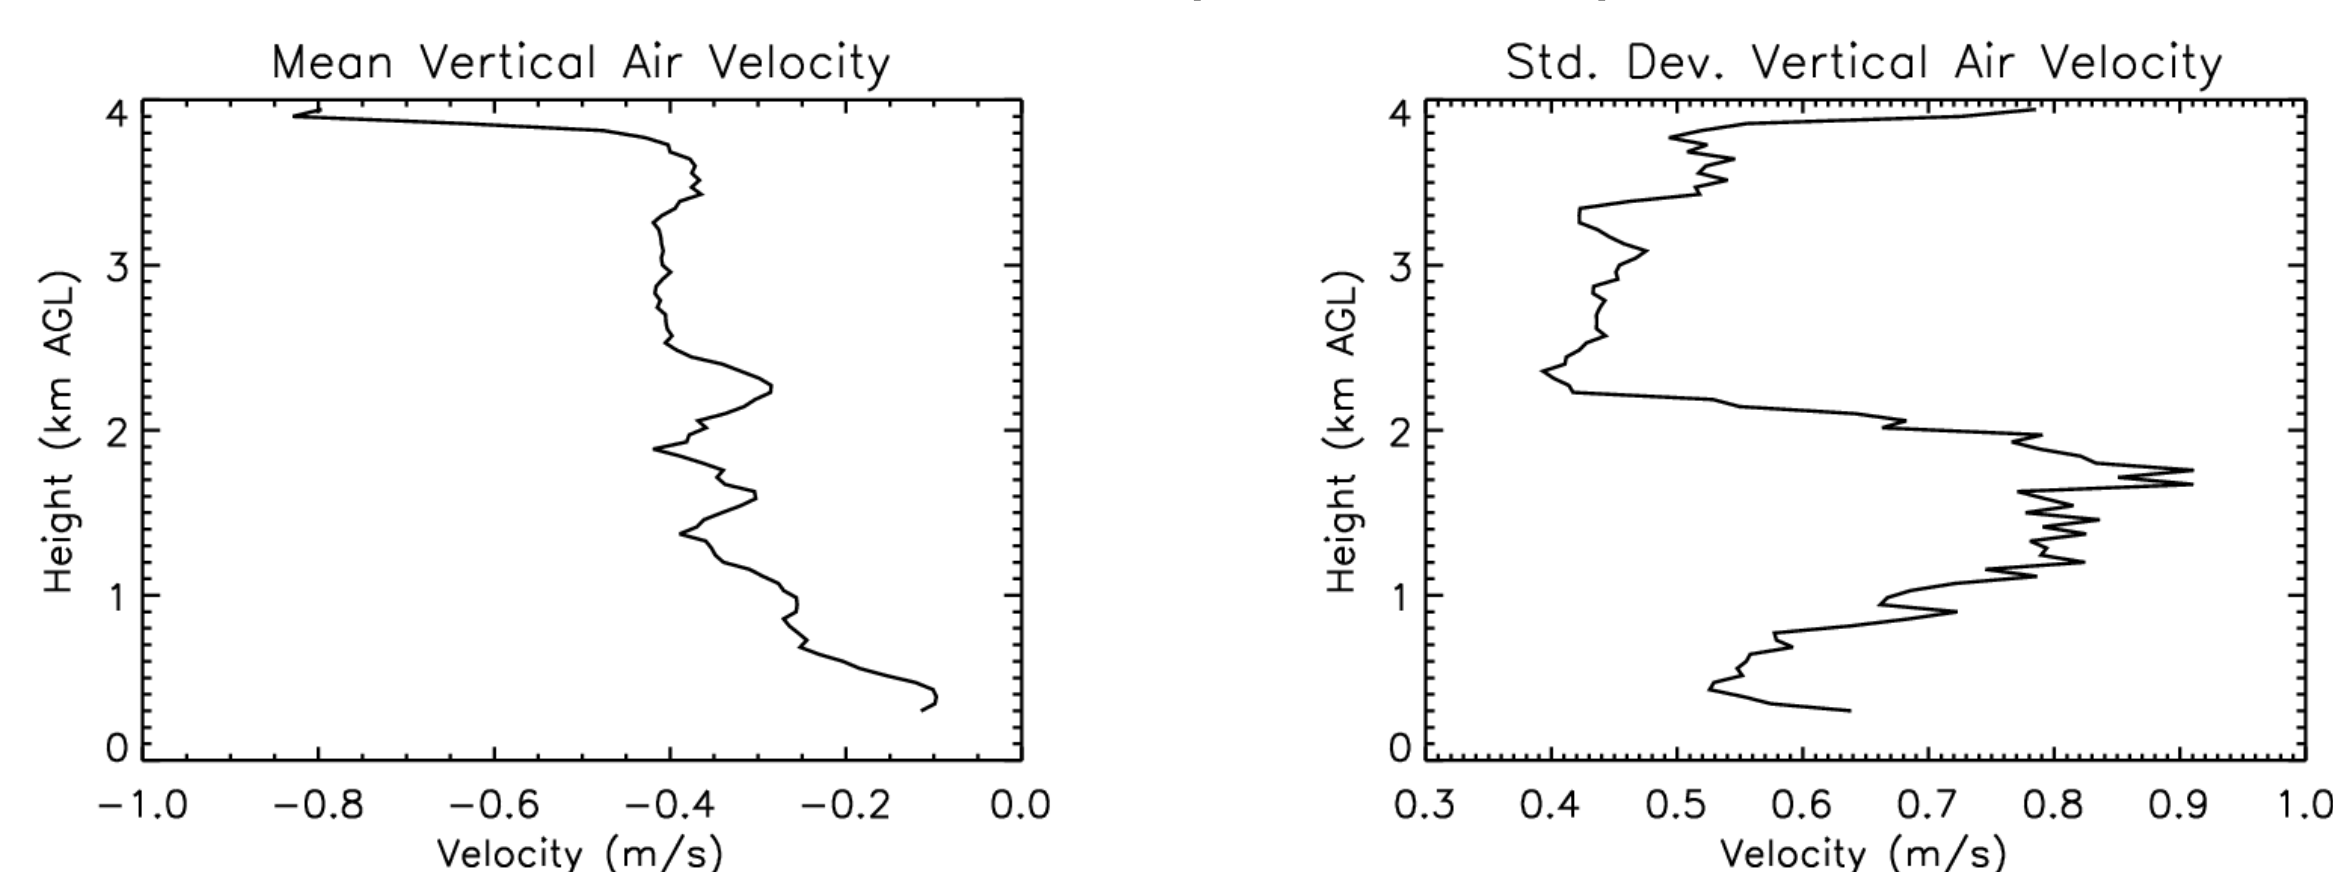 Mean Vertical Air Velocity
4
3
2
1
0
Height (km AGL)
-1.0 -0.8 -0.6 -0.4 -0.2 0.0
Velocity (m/s)
Std. Dev. Vertical Air Velocity
4
3
2
1
0
Height (km AGL)
0.3 0.4 0.5 0.6 0.7 0.8 0.9 1.0
Velocity (m/s)